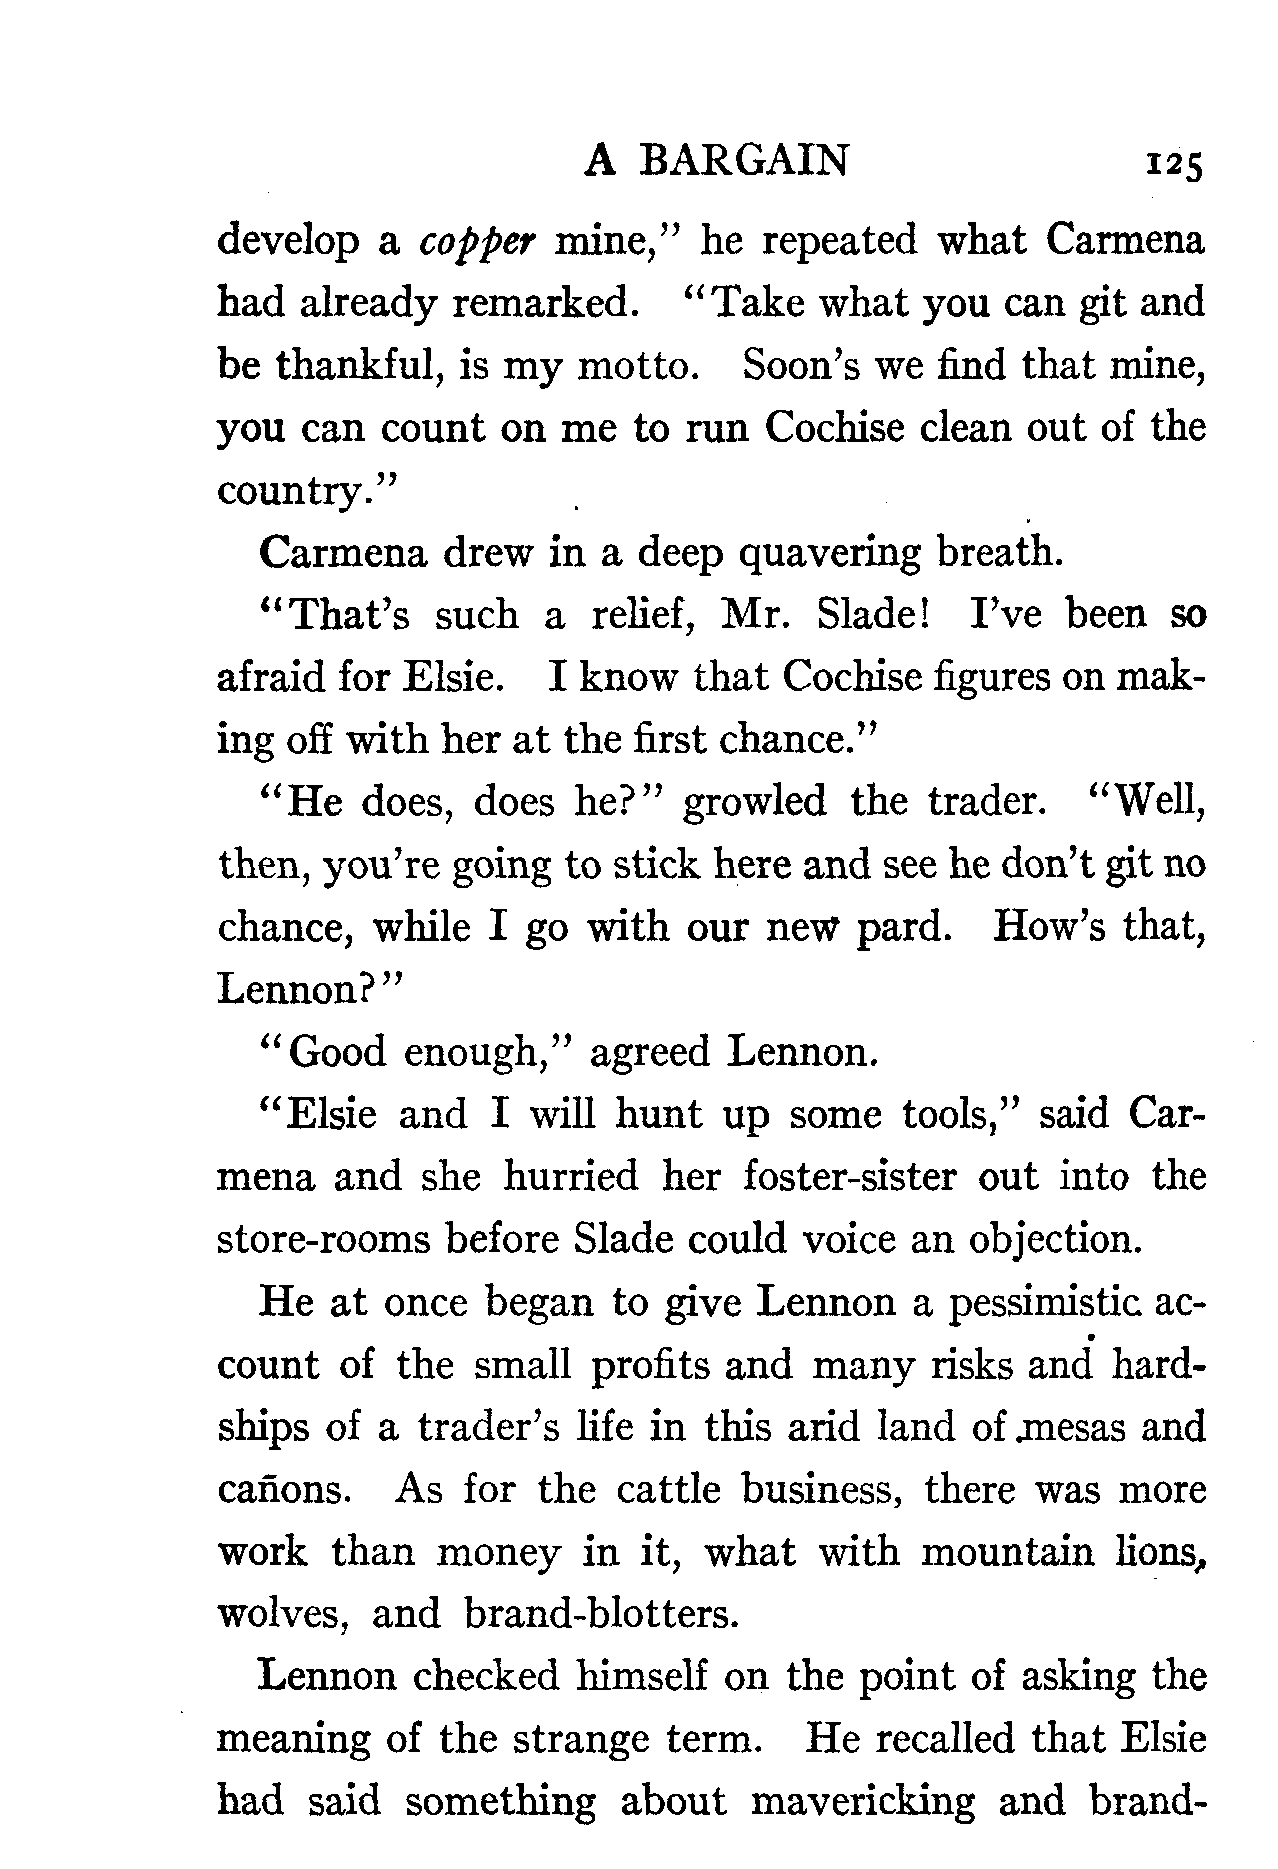 A BARGAIN 125
develop a copper mine," he repeated what Carmena
had already remarked. "Take what you can git and
be thankful, is my motto. Soon's we find that mine,
you can count on me to run Cochise clean out of the
country."
Carmena drew in a deep quavering breath.
"That's such a relief, Mr. Slade! I've been so
afraid for Elsie. I know that Cochise figures on mak-
ing off with her at the first chance."
"He does, does he?" growled the trader. "Well,
then, you're going to stick here and see he don't git no
chance, while I go with our new pard. How's that,
Lennon?"
"Good enough," agreed Lennon.
"Elsie and I will hunt up some tools," said Car-
mena and she hurried her foster-sister out into the
store-rooms before Slade could voice an objection.
He at once began to give Lennon a pessimistic ac-
count of the small profits and many risks and hard-
ships of a trader's life in this arid land of mesas and
cañons. As for the cattle business, there was more
work than money in it, what with mountain lions,
wolves, and brand-blotters.
Lennon checked himself on the point of asking the
meaning of the strange term. He recalled that Elsie
had said something about mavericking and brand-